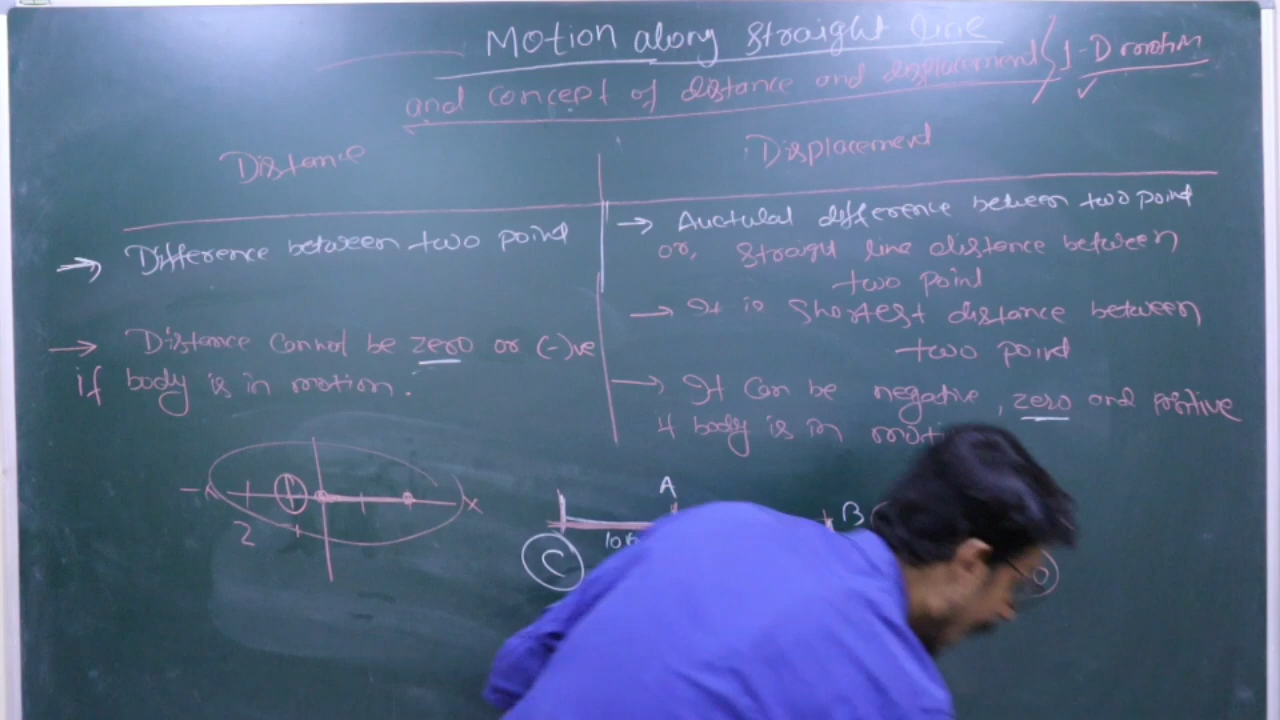 Motion along straight line
and concept of distance and displacement / 1-D motion
Distance
Displacement
→ Difference between two point
→ Distance cannot be zero or (-)ve
if body is in motion.
→ Auctulal difference between two point
or, straight line distance between
two point
→ It is shortest distance between
two point
→ It can be negative, zero and positive
if body is in
2
x
A
B
C